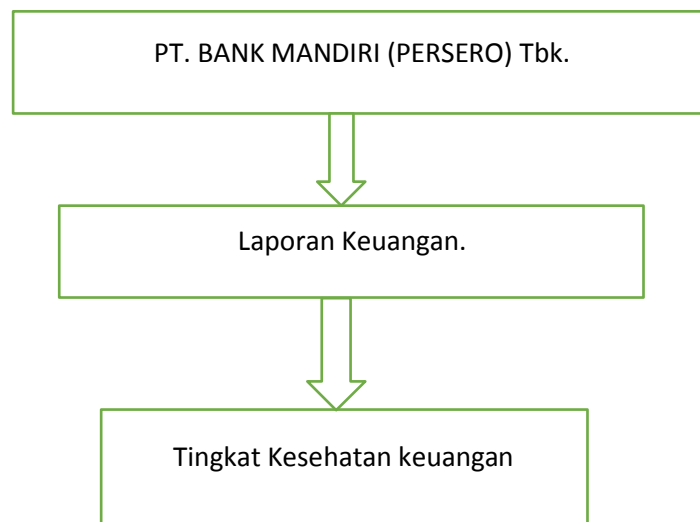 PT. BANK MANDIRI (PERSERO) Tbk.
Laporan Keuangan.
Tingkat Kesehatan keuangan